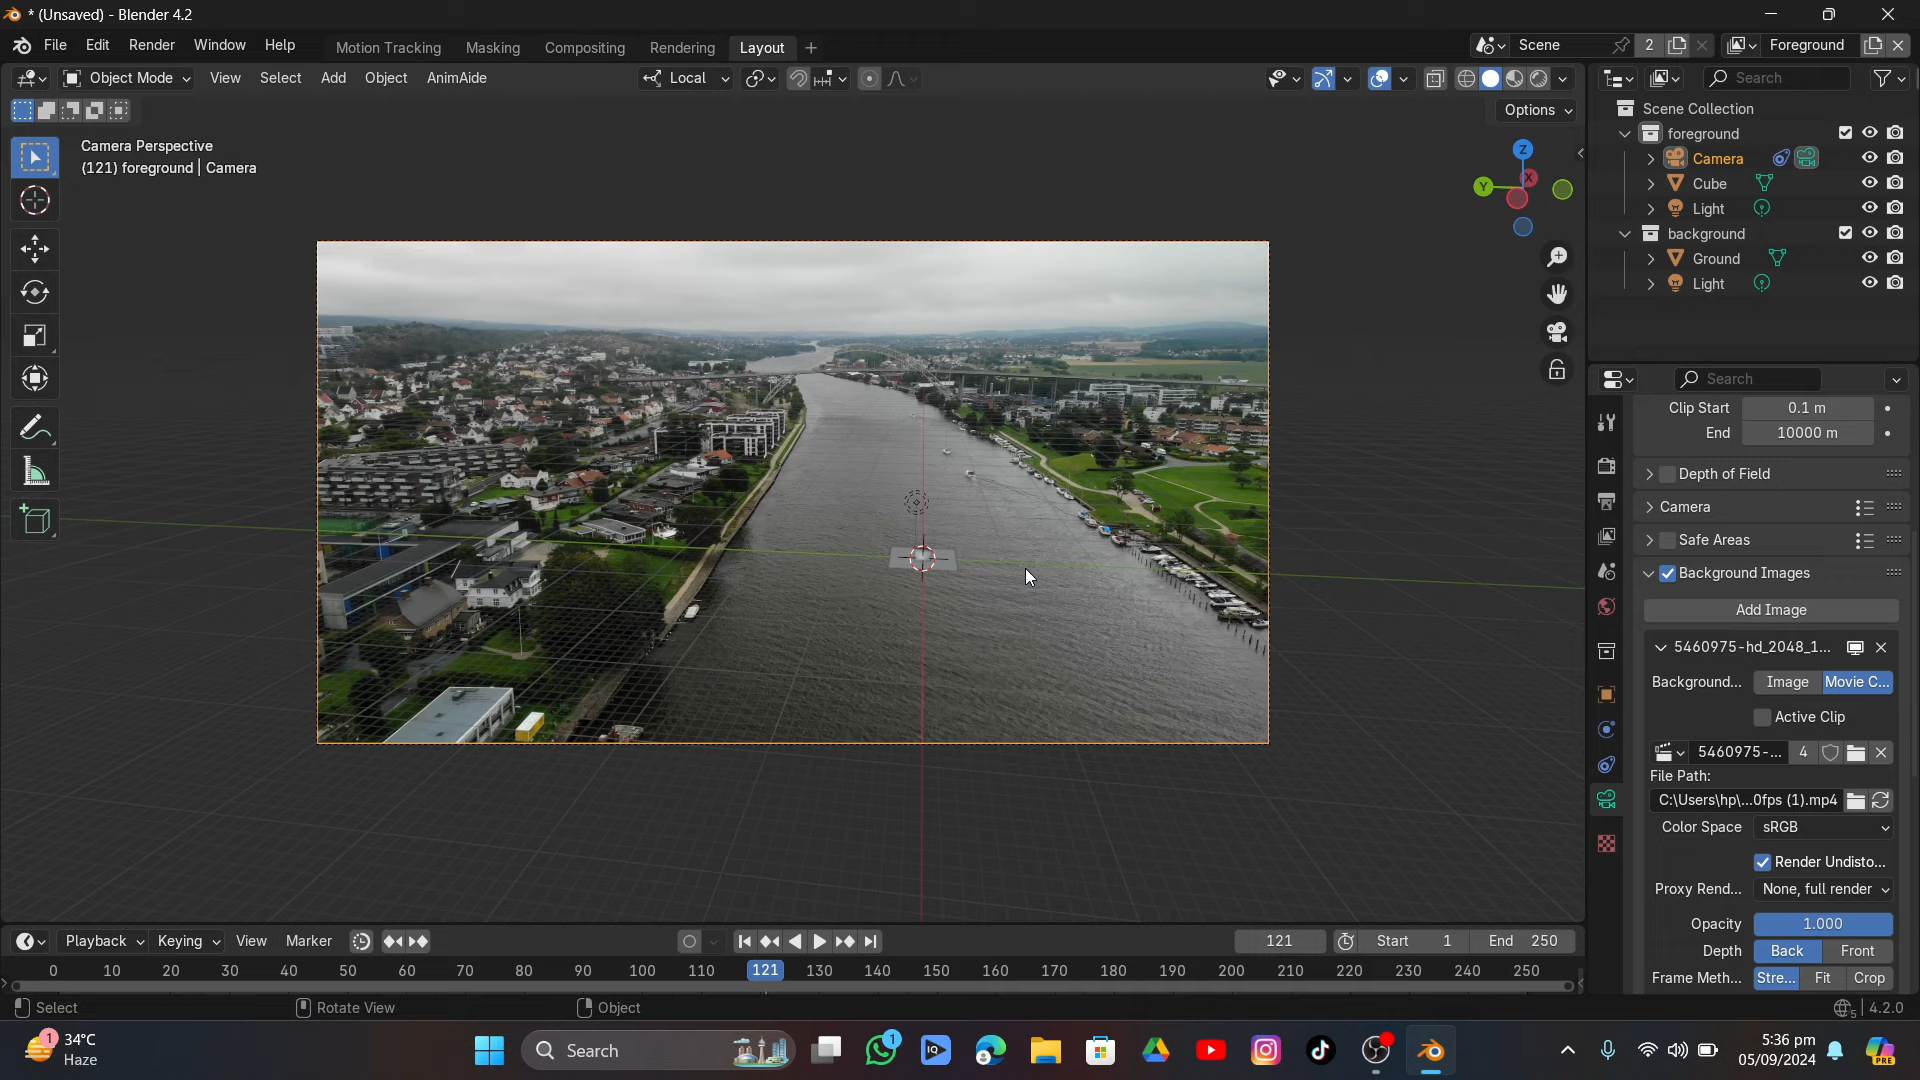 * (Unsaved) - Blender 4.2
File Edit Render Window Help
Motion Tracking Masking Compositing Rendering Layout
Scene 2 Foreground
Object Mode View Select Add Object AnimAide
Local
Search
Options
Camera Perspective
(121) foreground | Camera
Z
Y
X
Scene Collection
foreground
Camera
Cube
Light
background
Ground
Light
Search
Clip Start 0.1 m
End 10000 m
Depth of Field
Camera
Safe Areas
Background Images
Add Image
5460975-hd_2048_1...
Background... Image Movie C...
Active Clip
5460975-... 4
File Path:
C:\Users\hp\...0fps (1).mp4
Color Space sRGB
Render Undisto...
Proxy Rend... None, full render
Opacity 1.000
Depth Back Front
Frame Meth... Stre... Fit Crop
Playback Keying View Marker 121 Start 1 End 250
0 10 20 30 40 50 60 70 80 90 100 110 121 130 140 150 160 170 180 190 200 210 220 230 240 250
Select Rotate View Object 5 4.2.0
1 34°C
Haze
Search
1
IQ
5:36 pm
05/09/2024
PRE